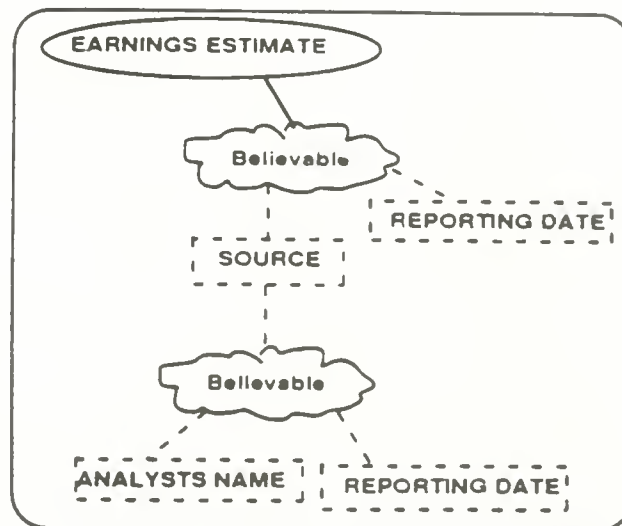 EARNINGS ESTIMATE
Believable
REPORTING DATE
SOURCE
Believable
ANALYSTS NAME
REPORTING DATE